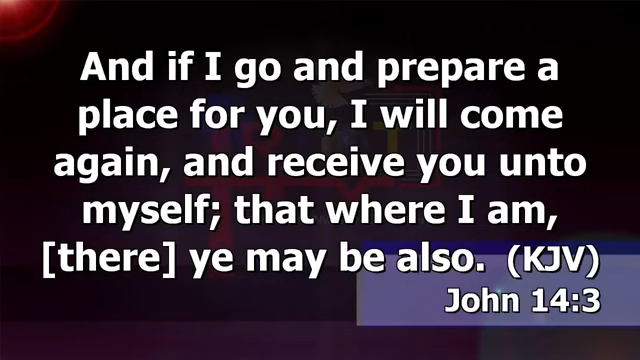 And if I go and prepare a
place for you, I will come
again, and receive you unto
myself; that where I am,
[there] ye may be also. (KJV)
John 14:3